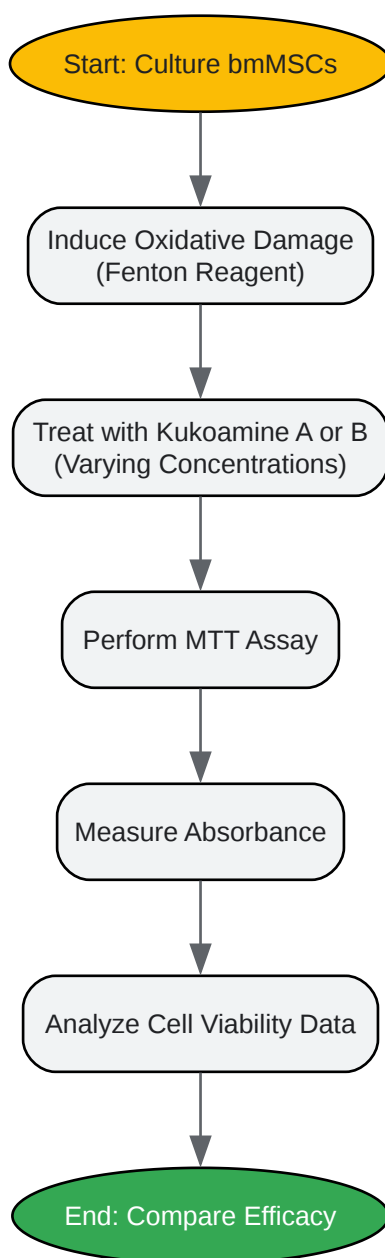 Start: Culture bmMSCs
Induce Oxidative Damage
(Fenton Reagent)
Treat with Kukoamine A or B
(Varying Concentrations)
Perform MTT Assay
Measure Absorbance
Analyze Cell Viability Data
End: Compare Efficacy